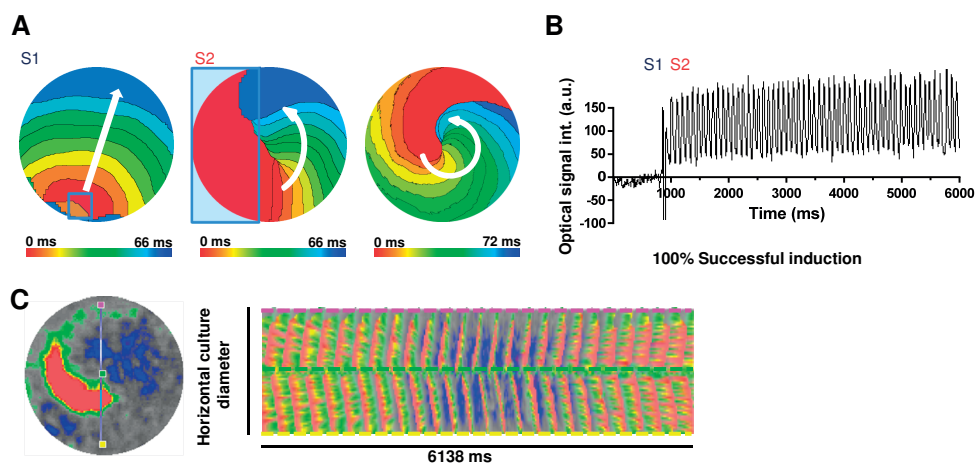 A
S1
S2
0 ms 66 ms
0 ms 66 ms
0 ms 72 ms
B
S1 S2
Optical signal int. (a.u.)
150
100
50
0
-50
-100
1000 2000 3000 4000 5000 6000
Time (ms)
100% Successful induction
C
Horizontal culture
diameter
6138 ms